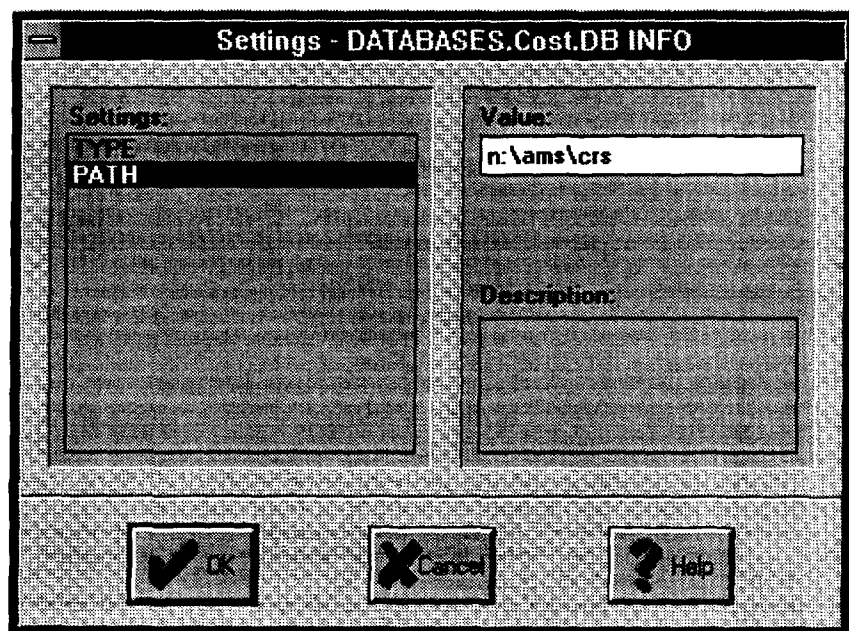 Settings - DATABASES.Cost.DB INFO
Settings:
TYPE
PATH
Value:
n:\ams\crs
Description:
OK
Cancel
Help